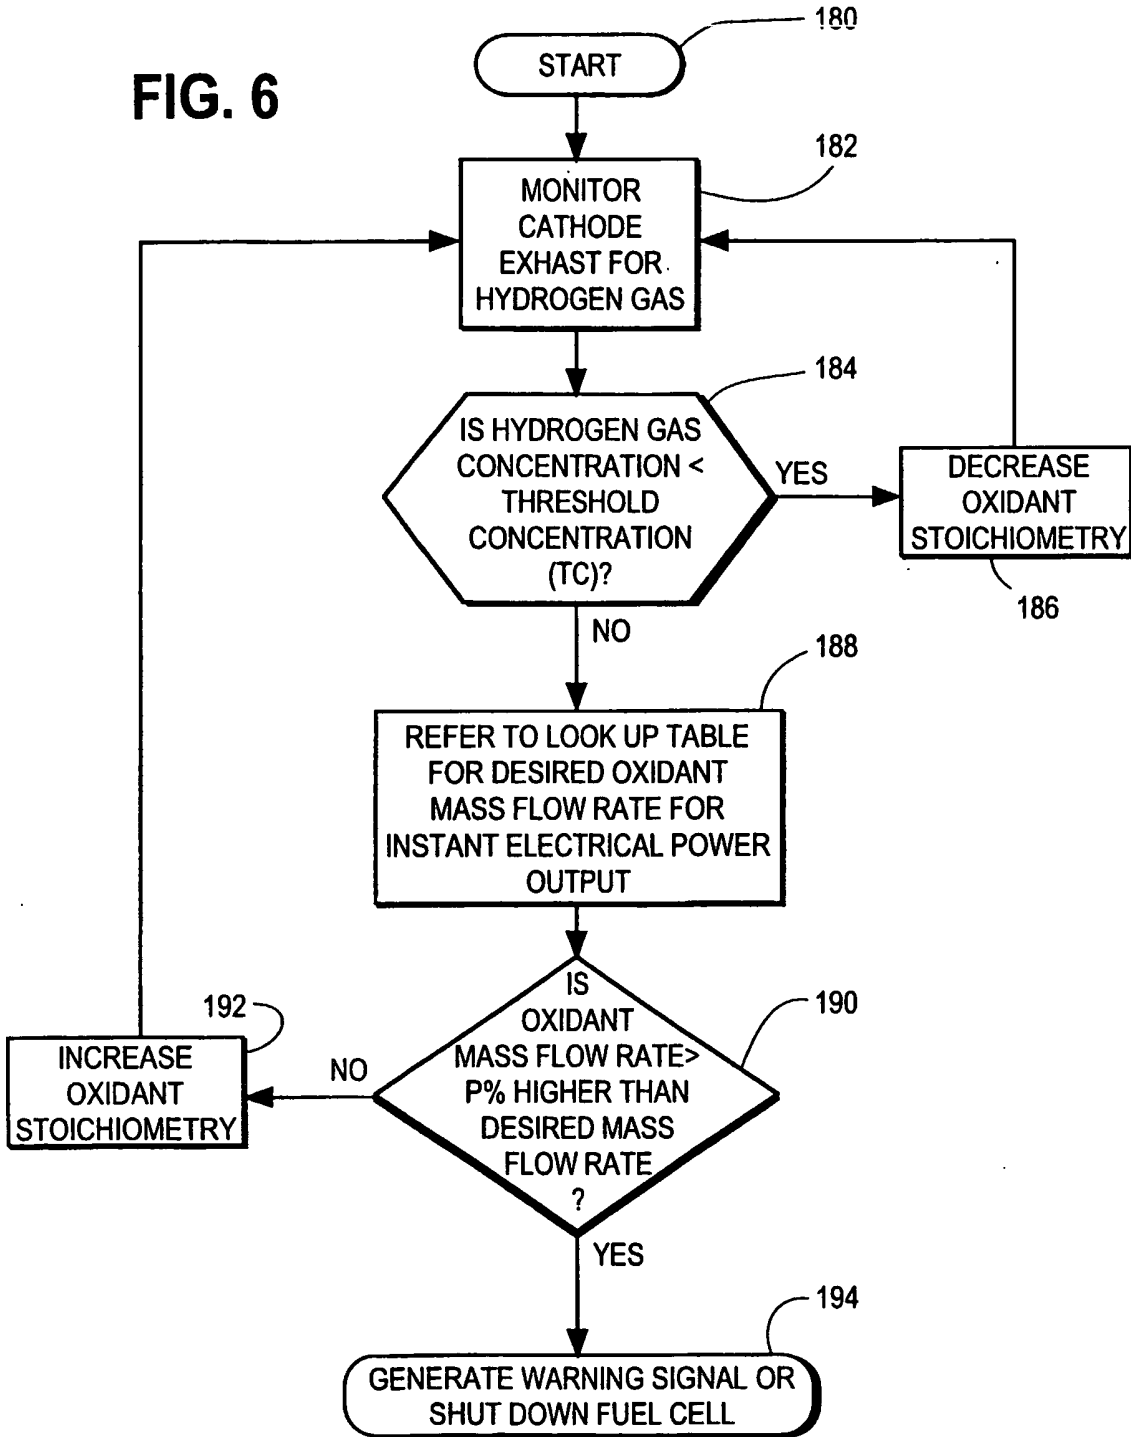 180
START
FIG. 6
182
MONITOR
CATHODE
EXHAST FOR
HYDROGEN GAS
184
IS HYDROGEN GAS
CONCENTRATION <
THRESHOLD
CONCENTRATION
(TC)?
YES
DECREASE
OXIDANT
STOICHIOMETRY
186
NO
188
REFER TO LOOK UP TABLE
FOR DESIRED OXIDANT
MASS FLOW RATE FOR
INSTANT ELECTRICAL POWER
OUTPUT
190
IS
OXIDANT
MASS FLOW RATE>
P% HIGHER THAN
DESIRED MASS
FLOW RATE
?
NO
192
INCREASE
OXIDANT
STOICHIOMETRY
YES
194
GENERATE WARNING SIGNAL OR
SHUT DOWN FUEL CELL